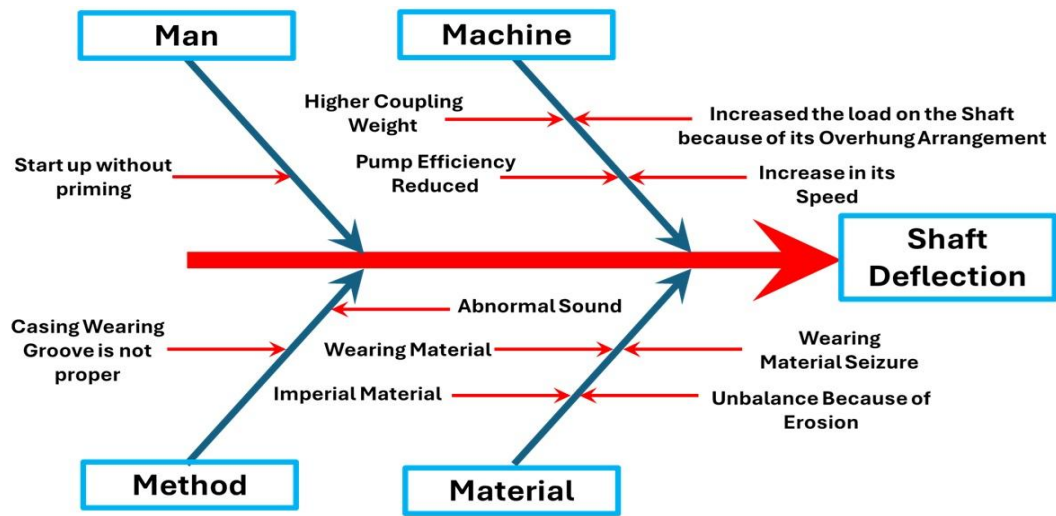 Man
Machine
Higher Coupling
Weight
Increased the load on the Shaft
because of its Overhung Arrangement
Start up without
priming
Pump Efficiency
Reduced
Increase in its
Speed
Shaft
Deflection
Abnormal Sound
Casing Wearing
Groove is not
proper
Wearing Material
Wearing
Material Seizure
Imperial Material
Unbalance Because of
Erosion
Method
Material